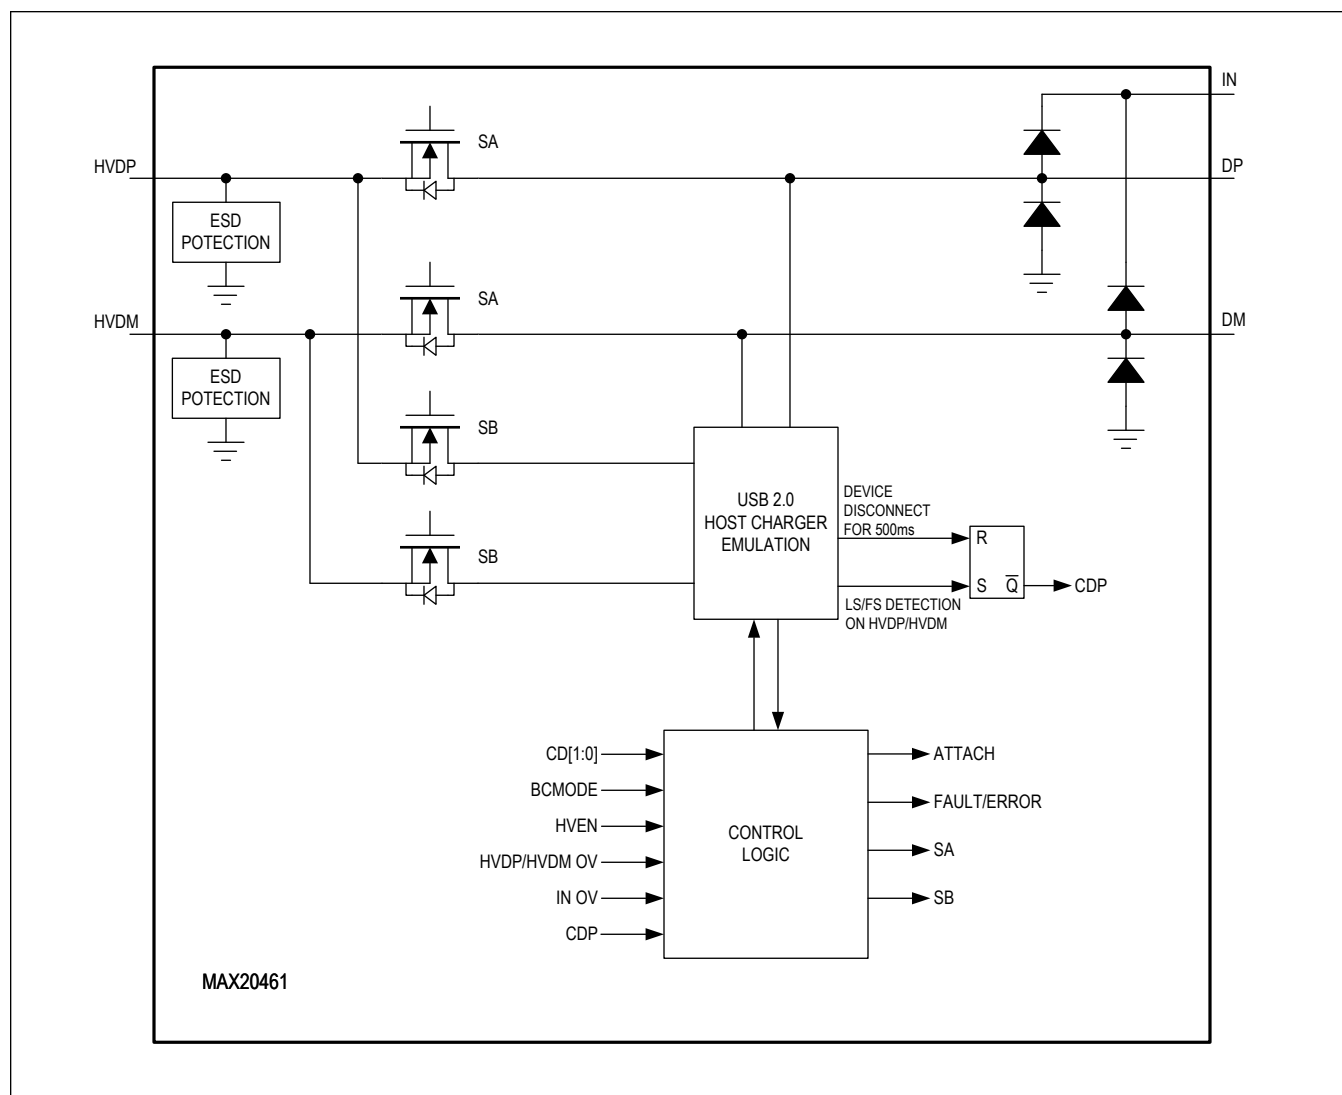 IN
SA
HVDP
DP
ESD
POTECTION
SA
HVDM
DM
ESD
POTECTION
SB
USB 2.0
HOST CHARGER
EMULATION
DEVICE
DISCONNECT
FOR 500ms
R
SB
S Q̅
CDP
LS/FS DETECTION
ON HVDP/HVDM
CD[1:0]
BCMODE
HVEN
HVDP/HVDM OV
IN OV
CDP
CONTROL
LOGIC
ATTACH
FAULT/ERROR
SA
SB
MAX20461